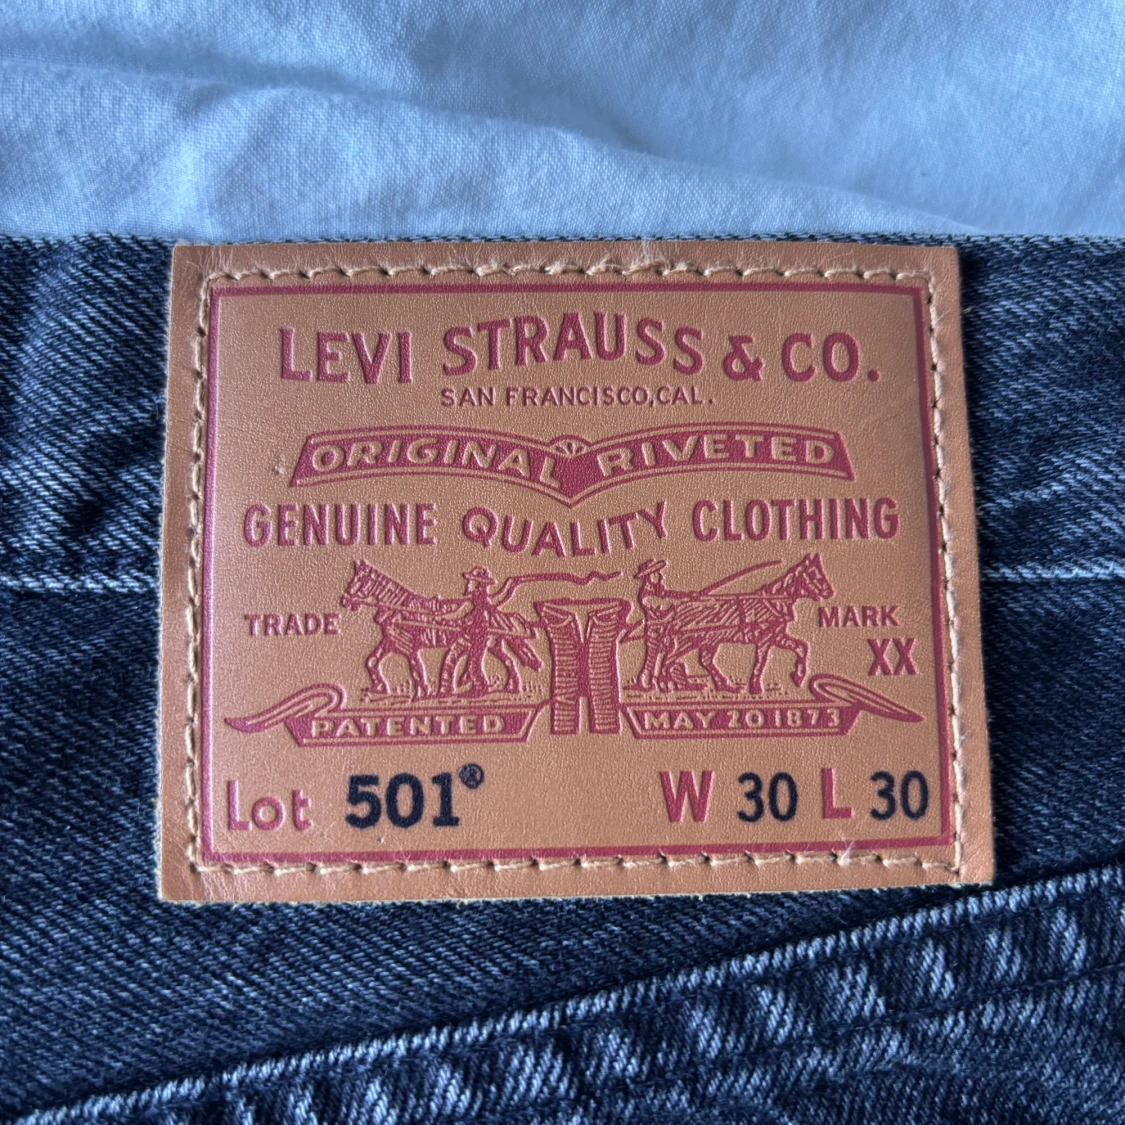 LEVI STRAUSS & CO.
SAN FRANCISCO,CAL.
ORIGINAL RIVETED
GENUINE QUALITY CLOTHING
TRADE MARK
XX
PATENTED MAY 20 1873
Lot 501® W 30 L 30